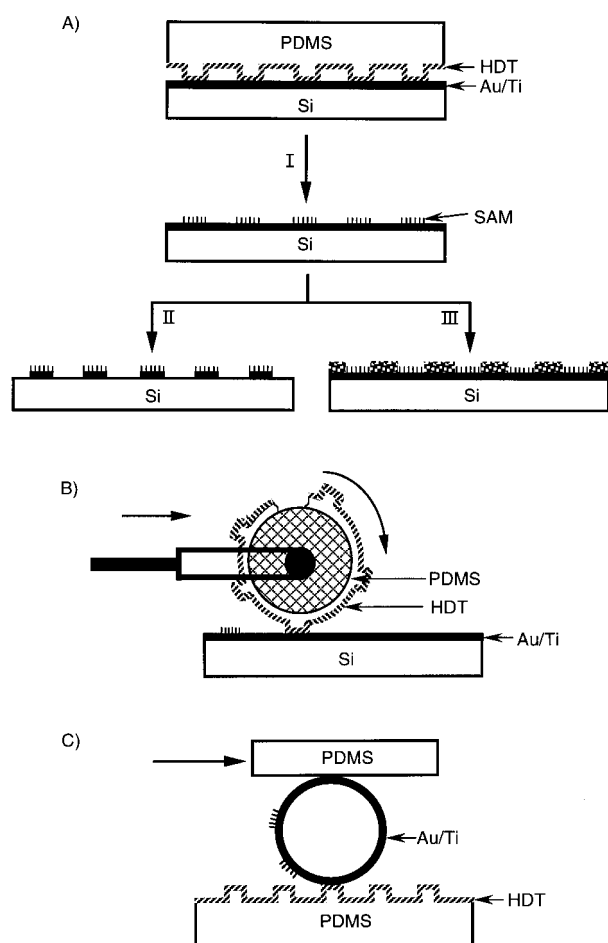 A)
PDMS
HDT
Au/Ti
Si
I
SAM
Si
II
III
Si
Si
B)
PDMS
HDT
Au/Ti
Si
C)
PDMS
Au/Ti
HDT
PDMS